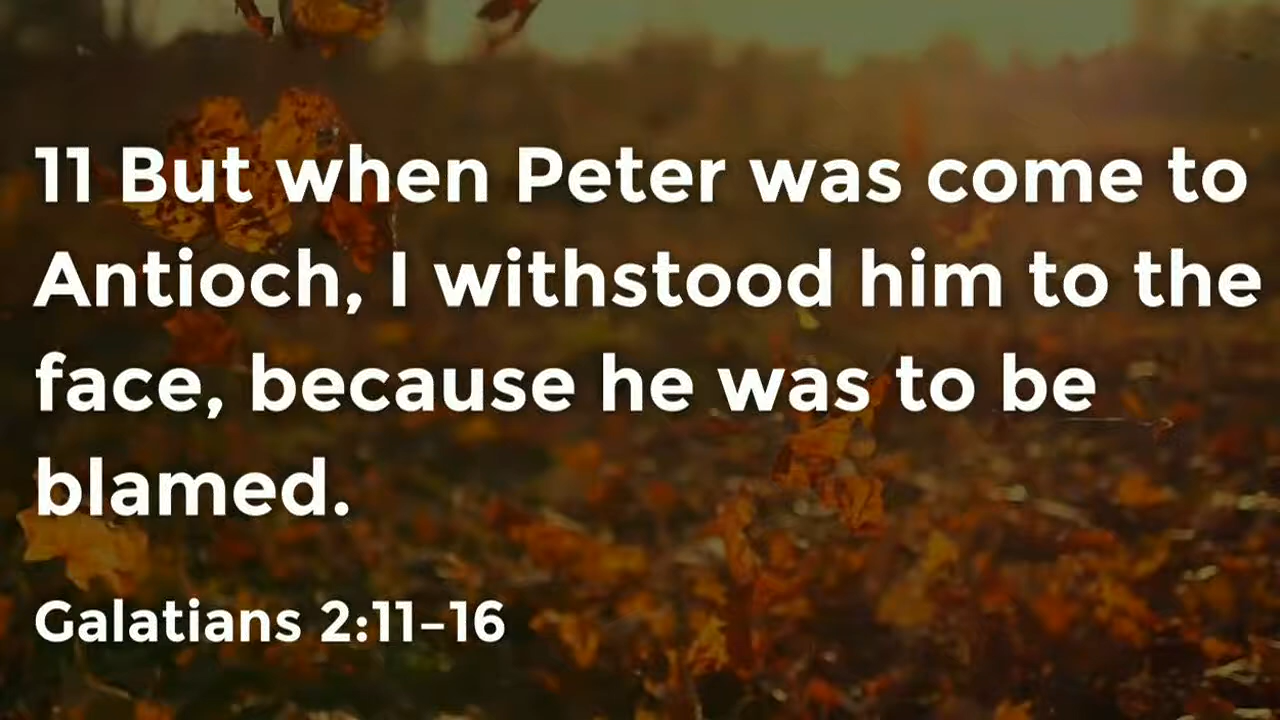 11 But when Peter was come to
Antioch, I withstood him to the
face, because he was to be
blamed.
Galatians 2:11–16